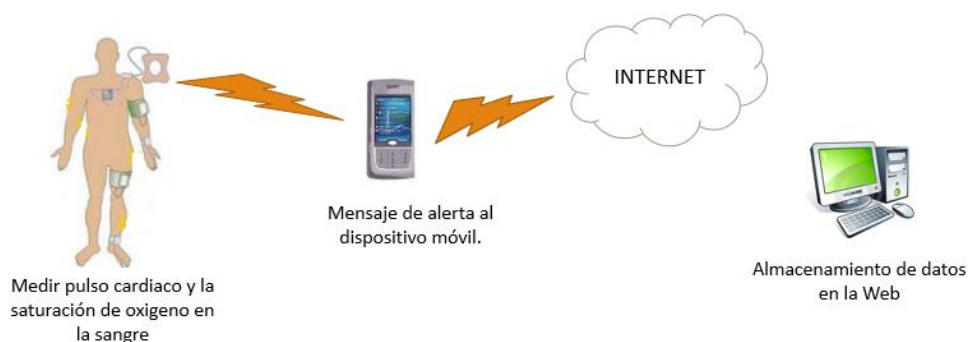 INTERNET
Mensaje de alerta al
dispositivo móvil.
Medir pulso cardiaco y la
saturación de oxigeno en
la sangre
Almacenamiento de datos
en la Web